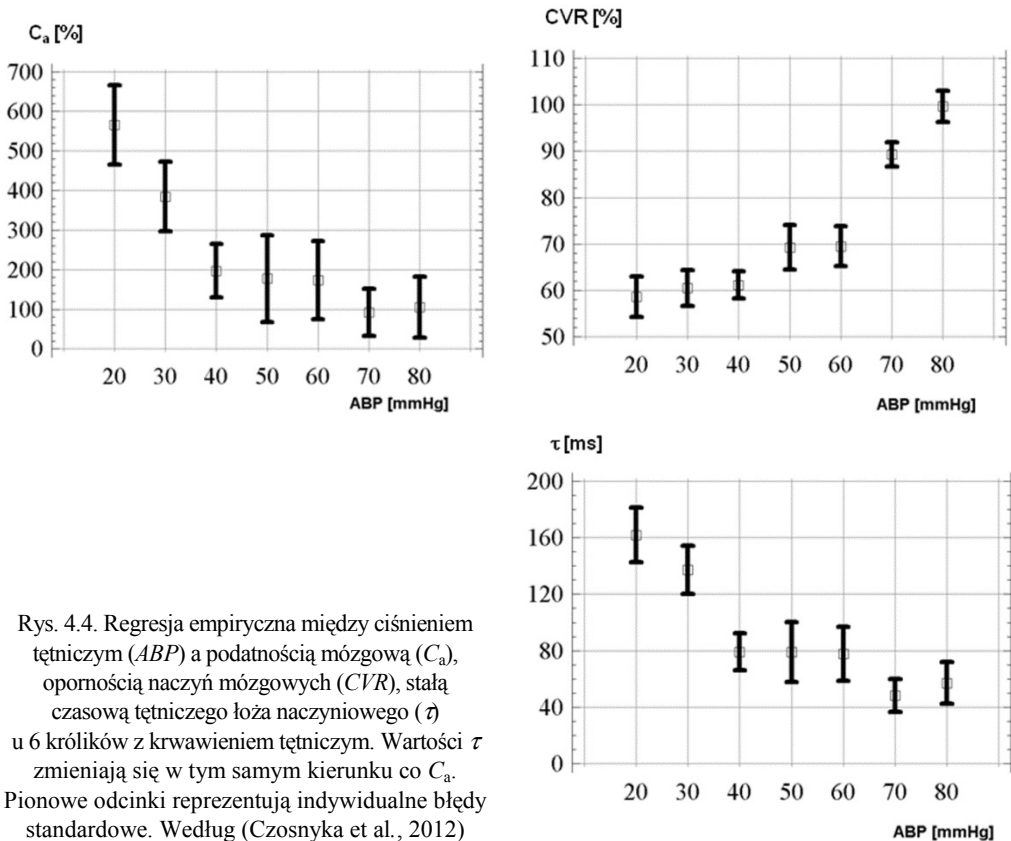 C_a [%]
700
600
500
400
300
200
100
0
20 30 40 50 60 70 80
ABP [mmHg]
CVR [%]
110
100
90
80
70
60
50
20 30 40 50 60 70 80
ABP [mmHg]
τ [ms]
200
160
120
80
40
0
20 30 40 50 60 70 80
ABP [mmHg]
Rys. 4.4. Regresja empiryczna między ciśnieniem
tętniczym (ABP) a podatnością mózgową (C_a),
opornością naczyń mózgowych (CVR), stałą
czasową tętniczego łoża naczyniowego (τ)
u 6 królików z krwawieniem tętniczym. Wartości τ
zmieniają się w tym samym kierunku co C_a.
Pionowe odcinki reprezentują indywidualne błędy
standardowe. Według (Czosnyka et al., 2012)